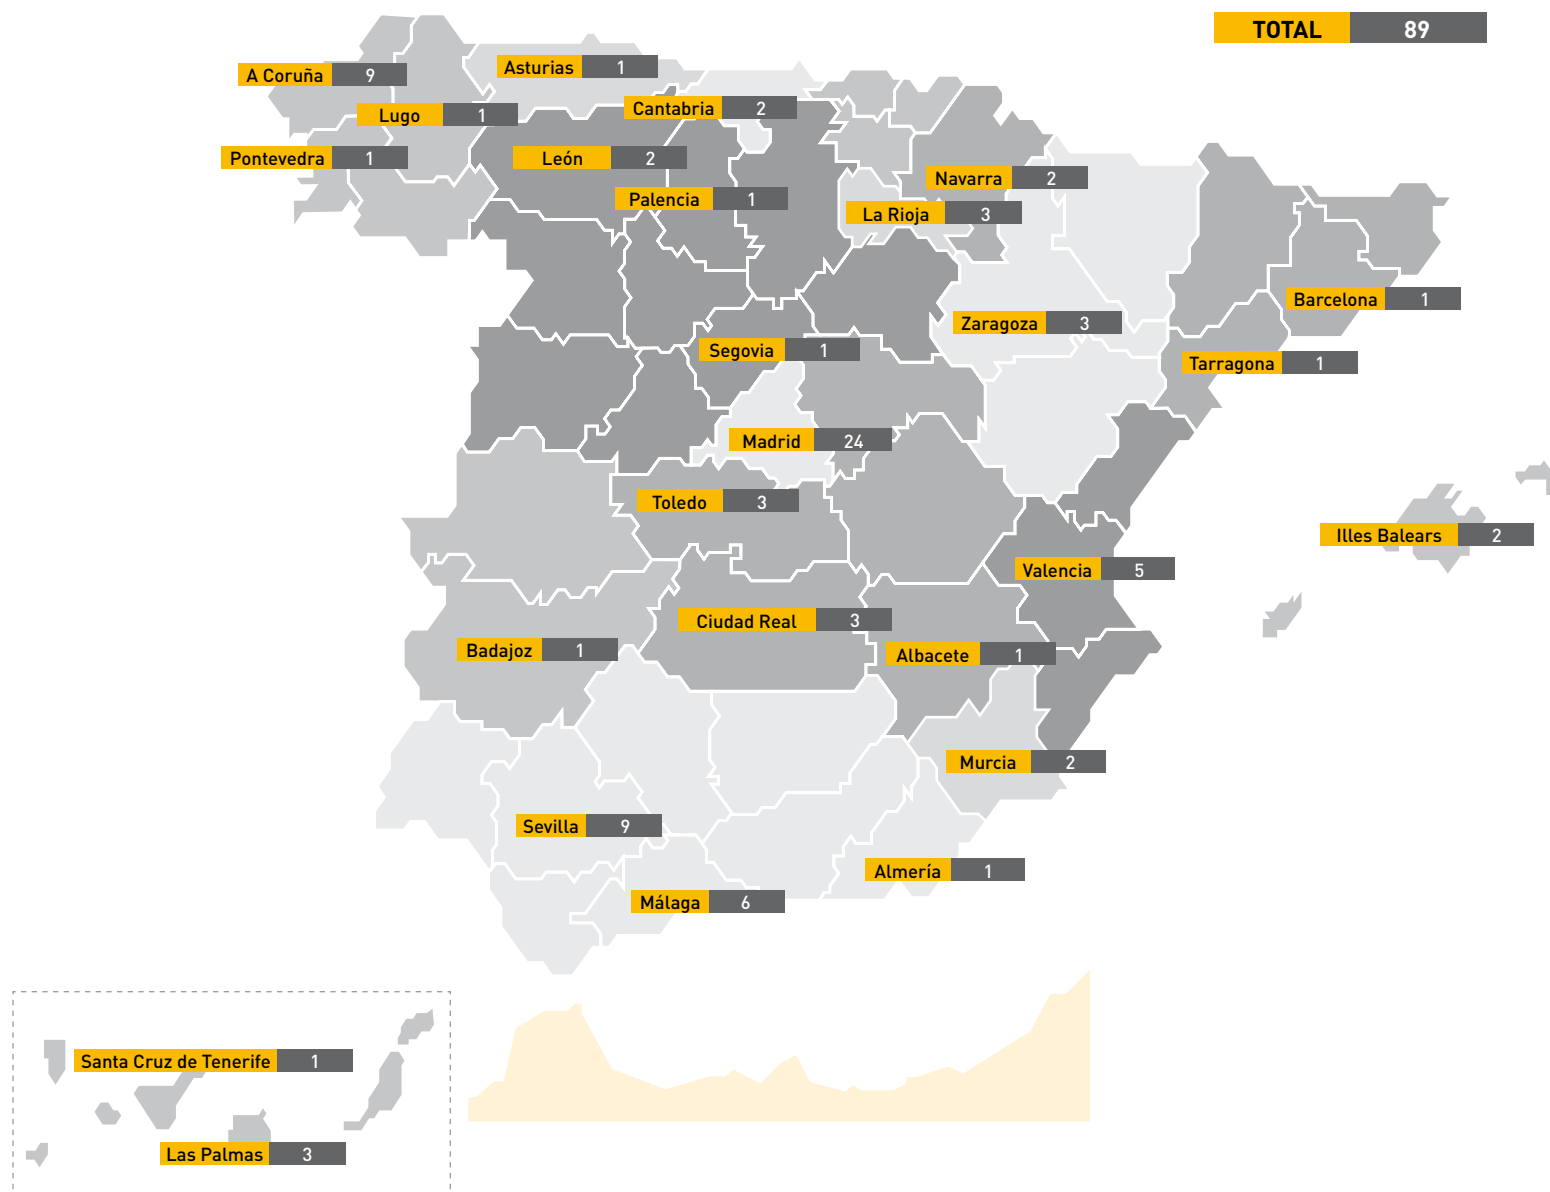 TOTAL 89
A Coruña 9
Asturias 1
Lugo 1
Cantabria 2
Pontevedra 1
León 2
Navarra 2
Palencia 1
La Rioja 3
Barcelona 1
Zaragoza 3
Segovia 1
Tarragona 1
Madrid 24
Toledo 3
Illes Balears 2
Valencia 5
Ciudad Real 3
Badajoz 1
Albacete 1
Murcia 2
Sevilla 9
Almería 1
Málaga 6
Santa Cruz de Tenerife 1
Las Palmas 3